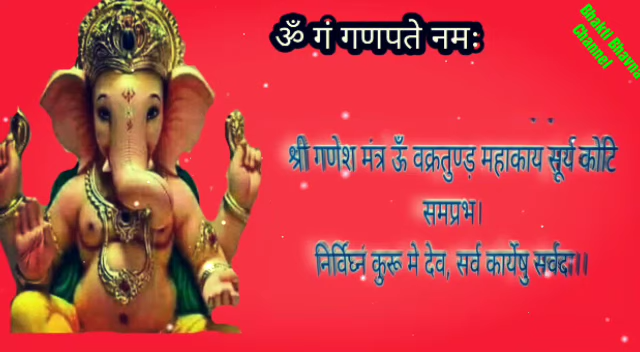 ॐ गं गणपते नमः
Bhakti Bhavna
Channel
श्री गणेश मंत्र ऊँ वक्रतुण्ड़ महाकाय सूर्य कोटि
समप्रभ।
निर्विघ्नं कुरू मे देव, सर्व कार्येषु सर्वदा।।